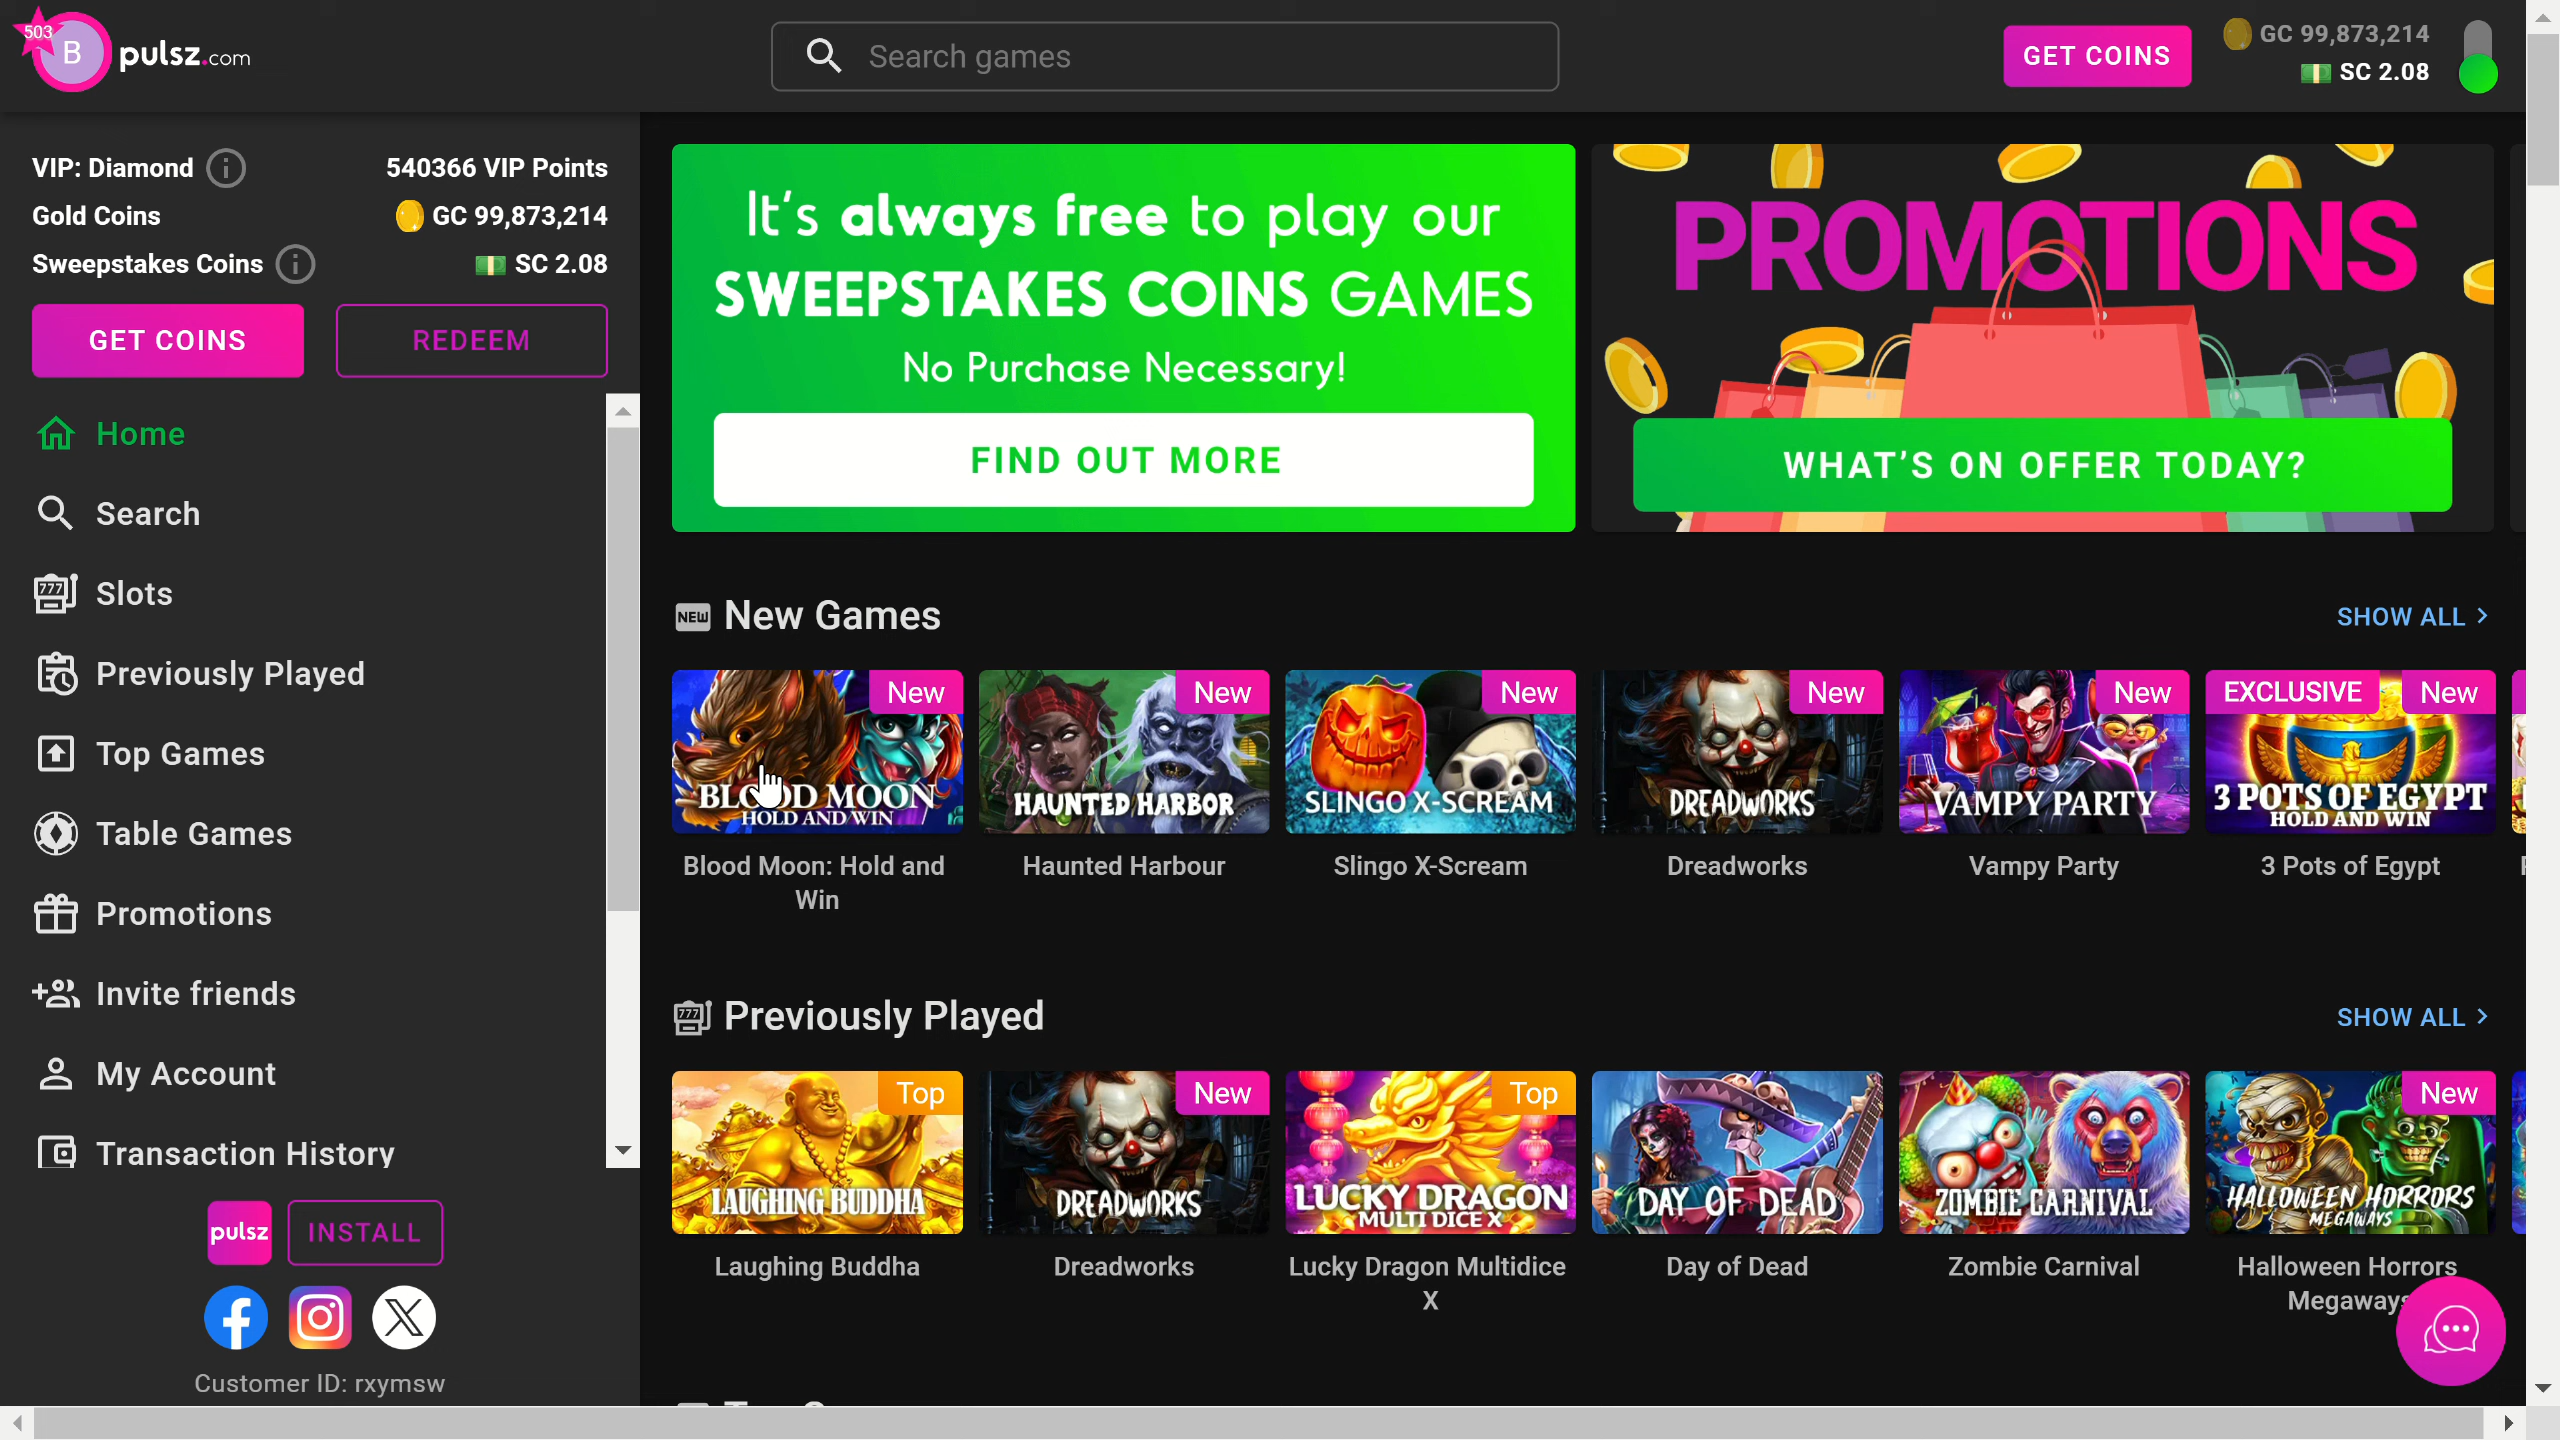 503
B
pulsz.com
Search games
GET COINS
GC 99,873,214
SC 2.08
VIP: Diamond
540366 VIP Points
Gold Coins
GC 99,873,214
Sweepstakes Coins
SC 2.08
GET COINS
REDEEM
Home
Search
777
Slots
Previously Played
Top Games
Table Games
Promotions
Invite friends
My Account
Transaction History
pulsz
INSTALL
Customer ID: rxymsw
It's always free to play our
SWEEPSTAKES COINS GAMES
No Purchase Necessary!
FIND OUT MORE
PROMOTIONS
WHAT'S ON OFFER TODAY?
NEW
New Games
SHOW ALL
New
BLOOD MOON
HOLD AND WIN
New
HAUNTED HARBOR
New
SLINGO X-SCREAM
New
DREADWORKS
New
VAMPY PARTY
EXCLUSIVE
New
3 POTS OF EGYPT
HOLD AND WIN
Blood Moon: Hold and
Win
Haunted Harbour
Slingo X-Scream
Dreadworks
Vampy Party
3 Pots of Egypt
777
Previously Played
SHOW ALL
Top
LAUGHING BUDDHA
New
DREADWORKS
Top
LUCKY DRAGON
MULTI DICE X
DAY OF DEAD
ZOMBIE CARNIVAL
New
HALLOWEEN HORRORS
MEGAWAYS
Laughing Buddha
Dreadworks
Lucky Dragon Multidice
X
Day of Dead
Zombie Carnival
Halloween Horrors
Megaways